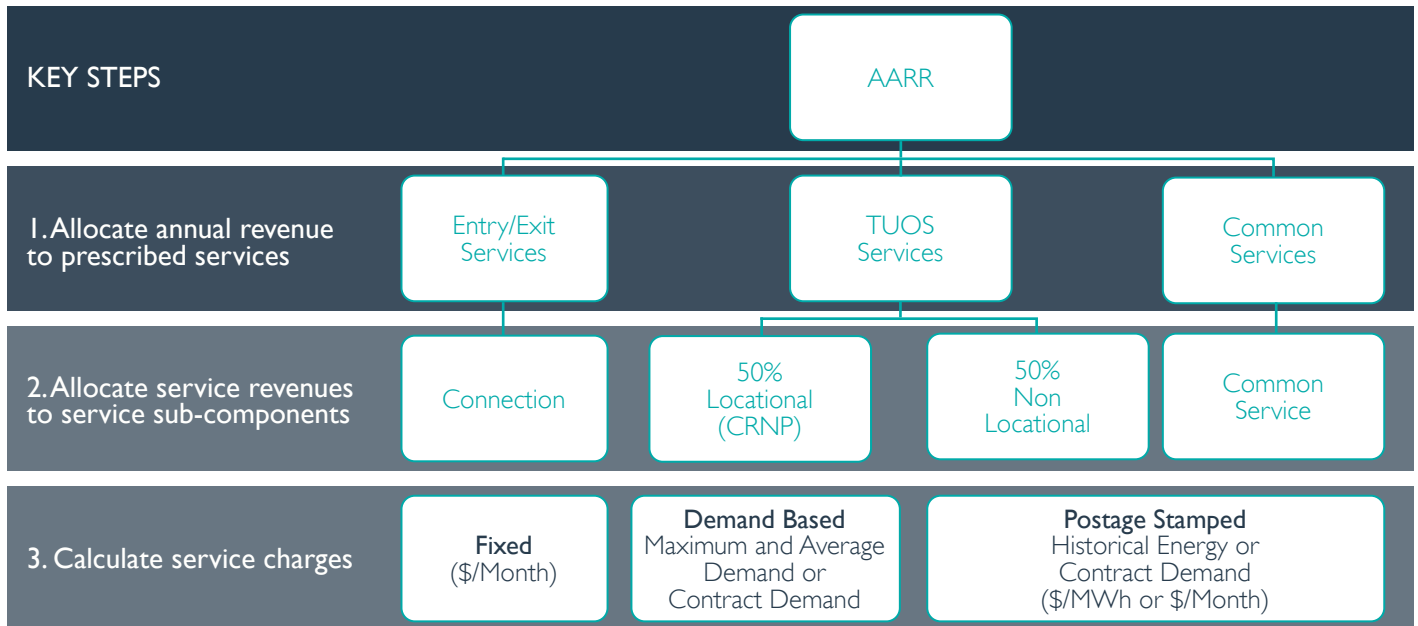 KEY STEPS
AARR
1. Allocate annual revenue
to prescribed services
Entry/Exit
Services
TUOS
Services
Common
Services
2. Allocate service revenues
to service sub-components
Connection
50%
Locational
(CRNP)
50%
Non
Locational
Common
Service
3. Calculate service charges
Fixed
($/Month)
Demand Based
Maximum and Average
Demand or
Contract Demand
Postage Stamped
Historical Energy or
Contract Demand
($/MWh or $/Month)